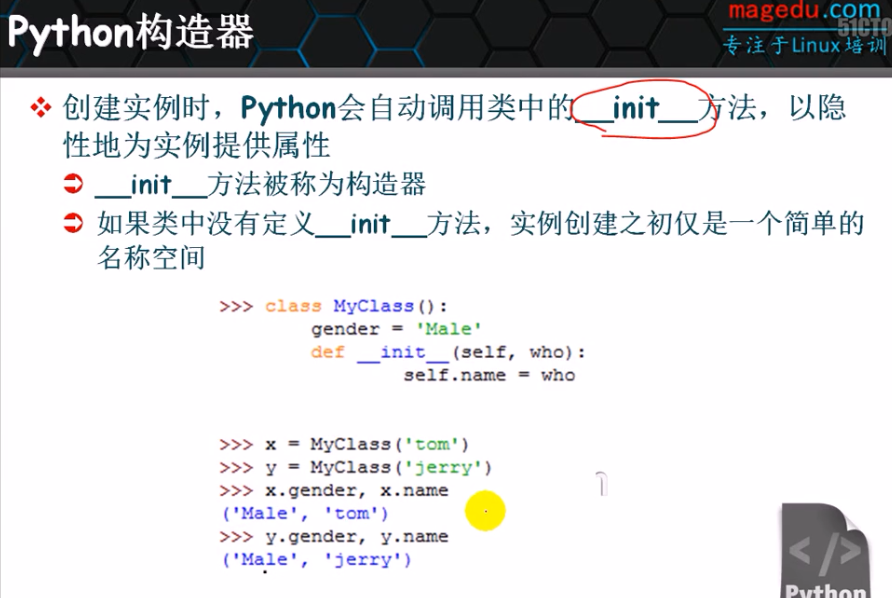 magedu.com
51CTO
Python构造器
专注于Linux培训
创建实例时，Python会自动调用类中的__init__方法，以隐
性地为实例提供属性
__init__方法被称为构造器
如果类中没有定义__init__方法，实例创建之初仅是一个简单的
名称空间
>>> class MyClass():
gender = 'Male'
def __init__(self, who):
self.name = who
>>> x = MyClass('tom')
>>> y = MyClass('jerry')
>>> x.gender, x.name
('Male', 'tom')
>>> y.gender, y.name
('Male', 'jerry')
</>
Python